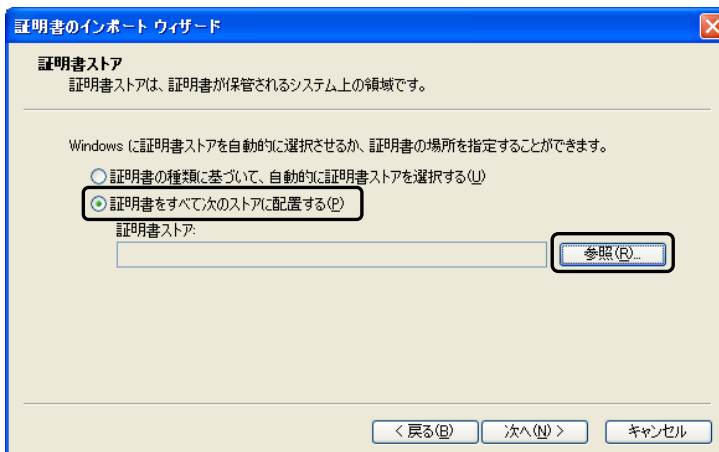 証明書のインポート ウィザード
証明書ストア
証明書ストアは、証明書が保管されるシステム上の領域です。
Windows に証明書ストアを自動的に選択させるか、証明書の場所を指定することができます。
証明書の種類に基づいて、自動的に証明書ストアを選択する(U)
証明書をすべて次のストアに配置する(P)
証明書ストア:
参照(R)...
< 戻る(B)
次へ(N) >
キャンセル